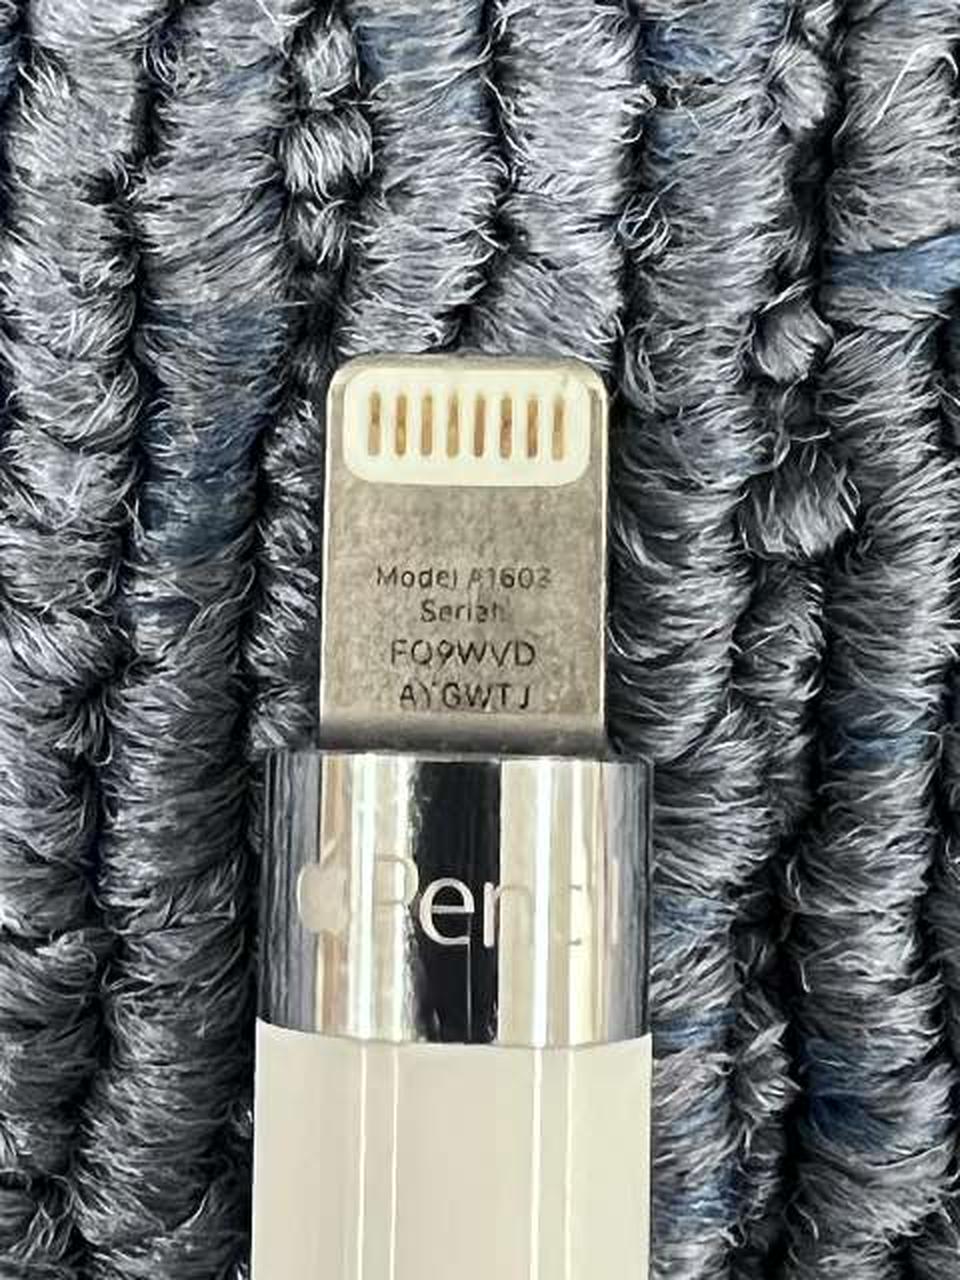 Model A1603
Serial:
FQ9WVD
AYGWTJ
Pencil